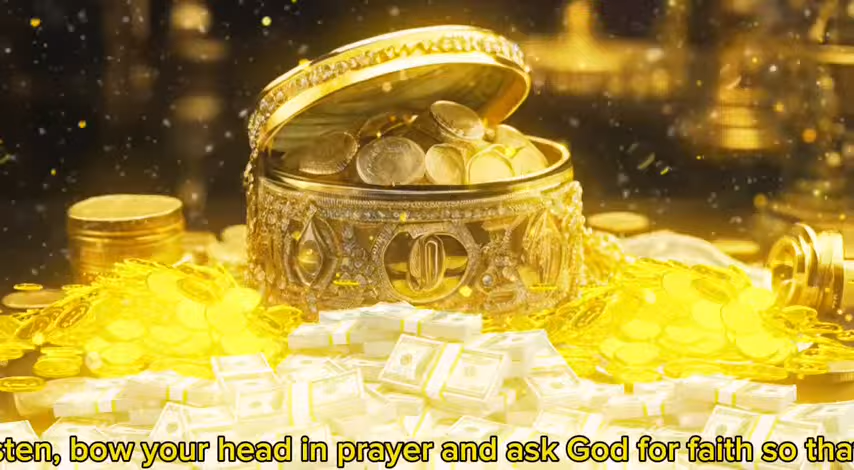 sten, bow your head in prayer and ask God for faith so tha